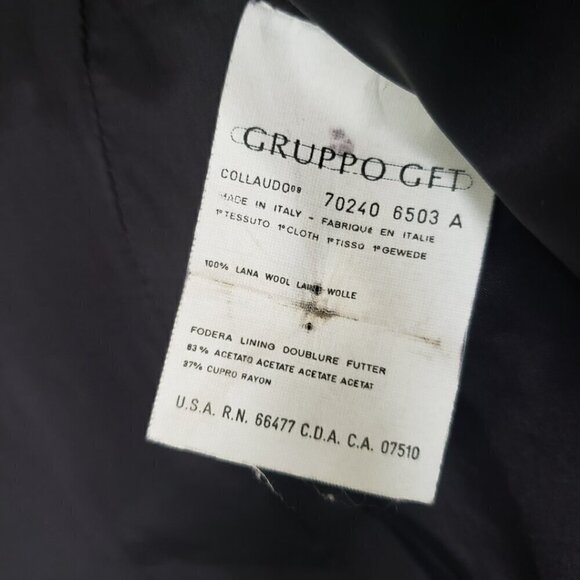 GRUPPO GFT
COLLAUDO 08 70240 6503 A
MADE IN ITALY - FABRIQUÉ EN ITALIE
1°TESSUTO 1°CLOTH 1°TISSO 1°GEWEDE
100% LANA WOOL LAINE WOLLE
FODERA LINING DOUBLURE FUTTER
63% ACETATO ACETATE ACETATE ACETAT
37% CUPRO RAYON
U.S.A. R.N. 66477 C.D.A. C.A. 07510